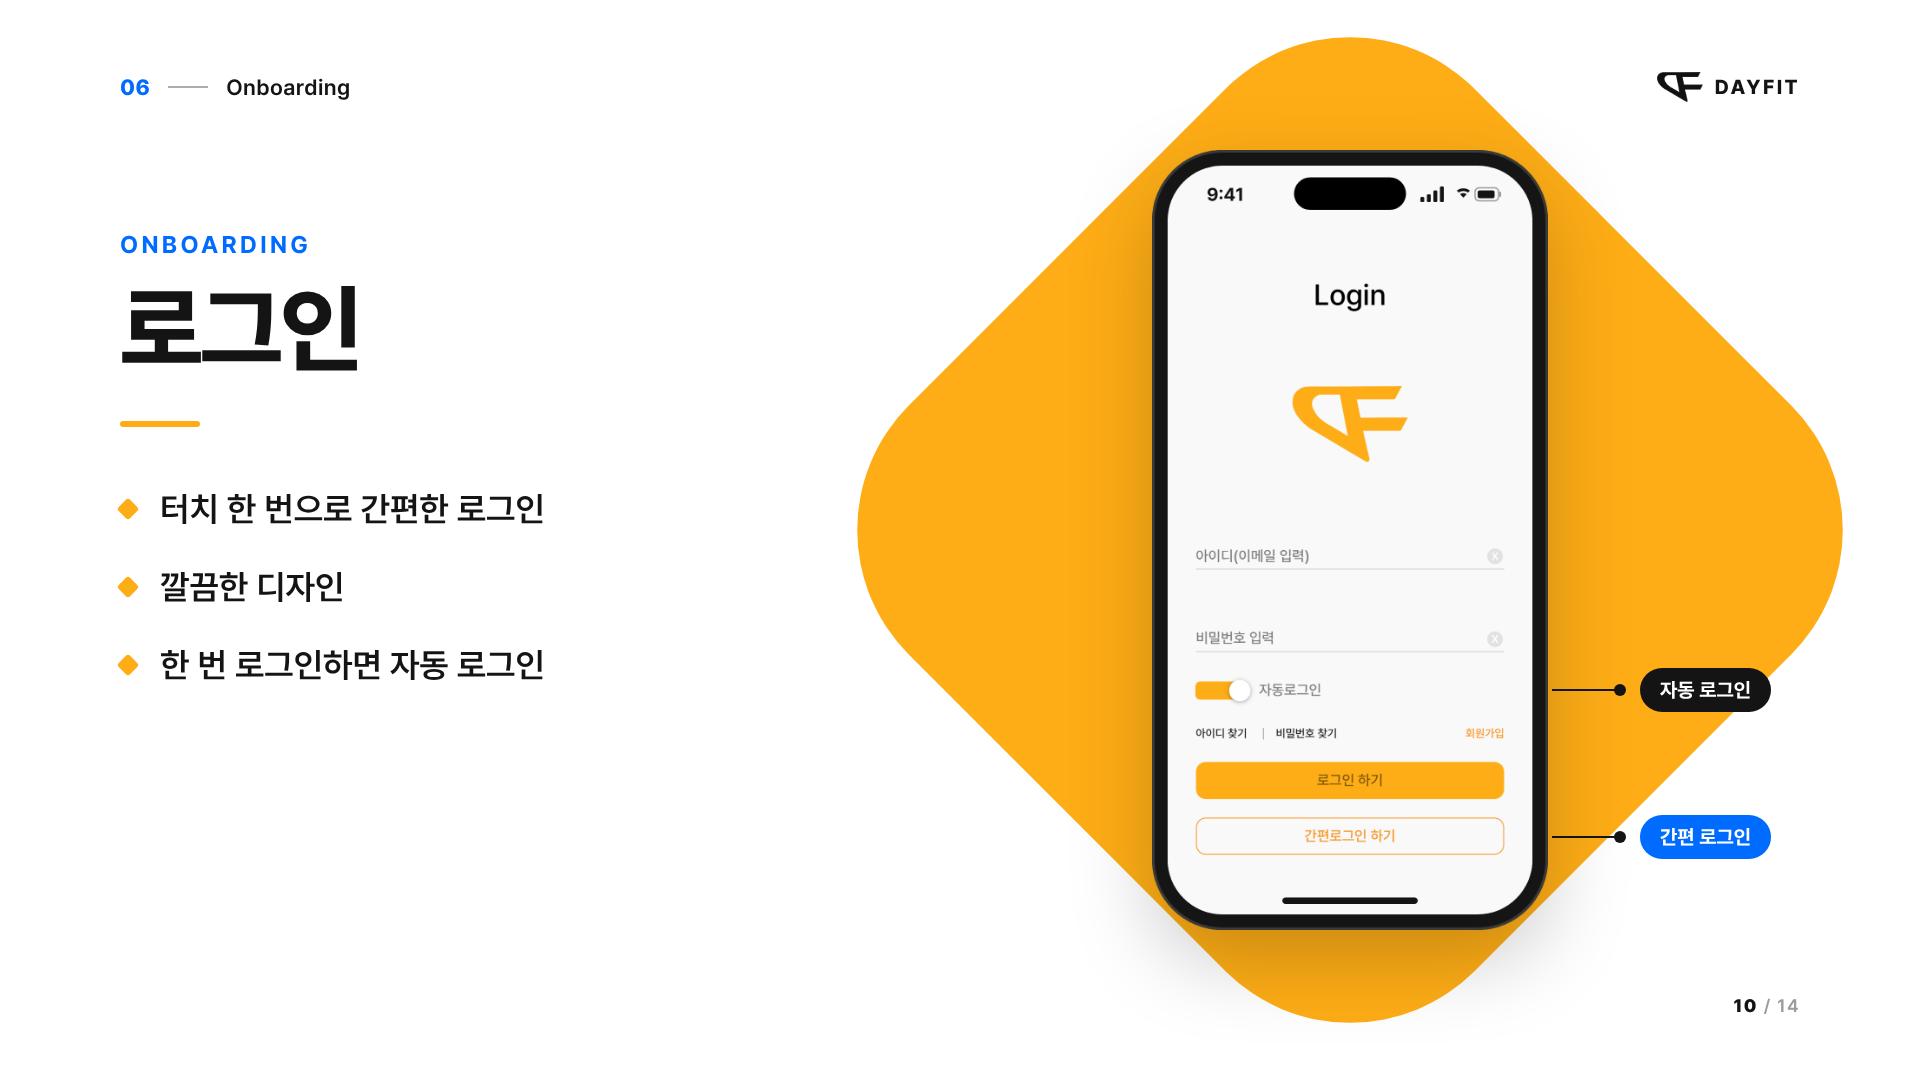 06 — Onboarding
DAYFIT
ONBOARDING
로그인
터치 한 번으로 간편한 로그인
깔끔한 디자인
한 번 로그인하면 자동 로그인
9:41
Login
아이디(이메일 입력)
X
비밀번호 입력
X
자동로그인
아이디 찾기 | 비밀번호 찾기 회원가입
로그인 하기
간편로그인 하기
자동 로그인
간편 로그인
10 / 14